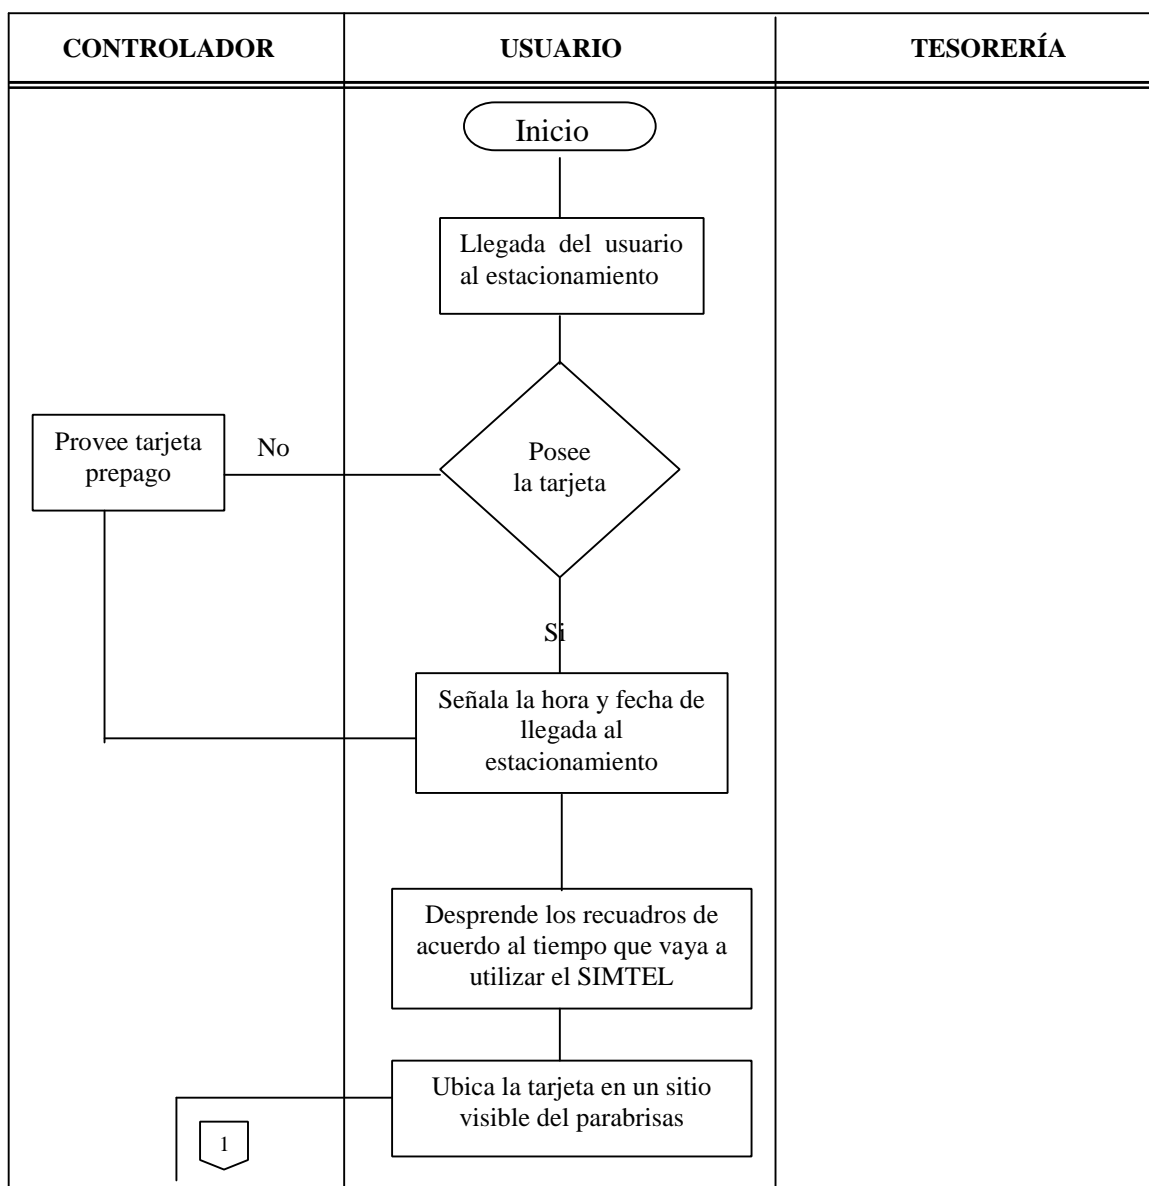 CONTROLADOR
USUARIO
TESORERÍA
Inicio
Llegada del usuario
al estacionamiento
Posee
la tarjeta
No
Provee tarjeta
prepago
Si
Señala la hora y fecha de
llegada al
estacionamiento
Desprende los recuadros de
acuerdo al tiempo que vaya a
utilizar el SIMTEL
Ubica la tarjeta en un sitio
visible del parabrisas
1